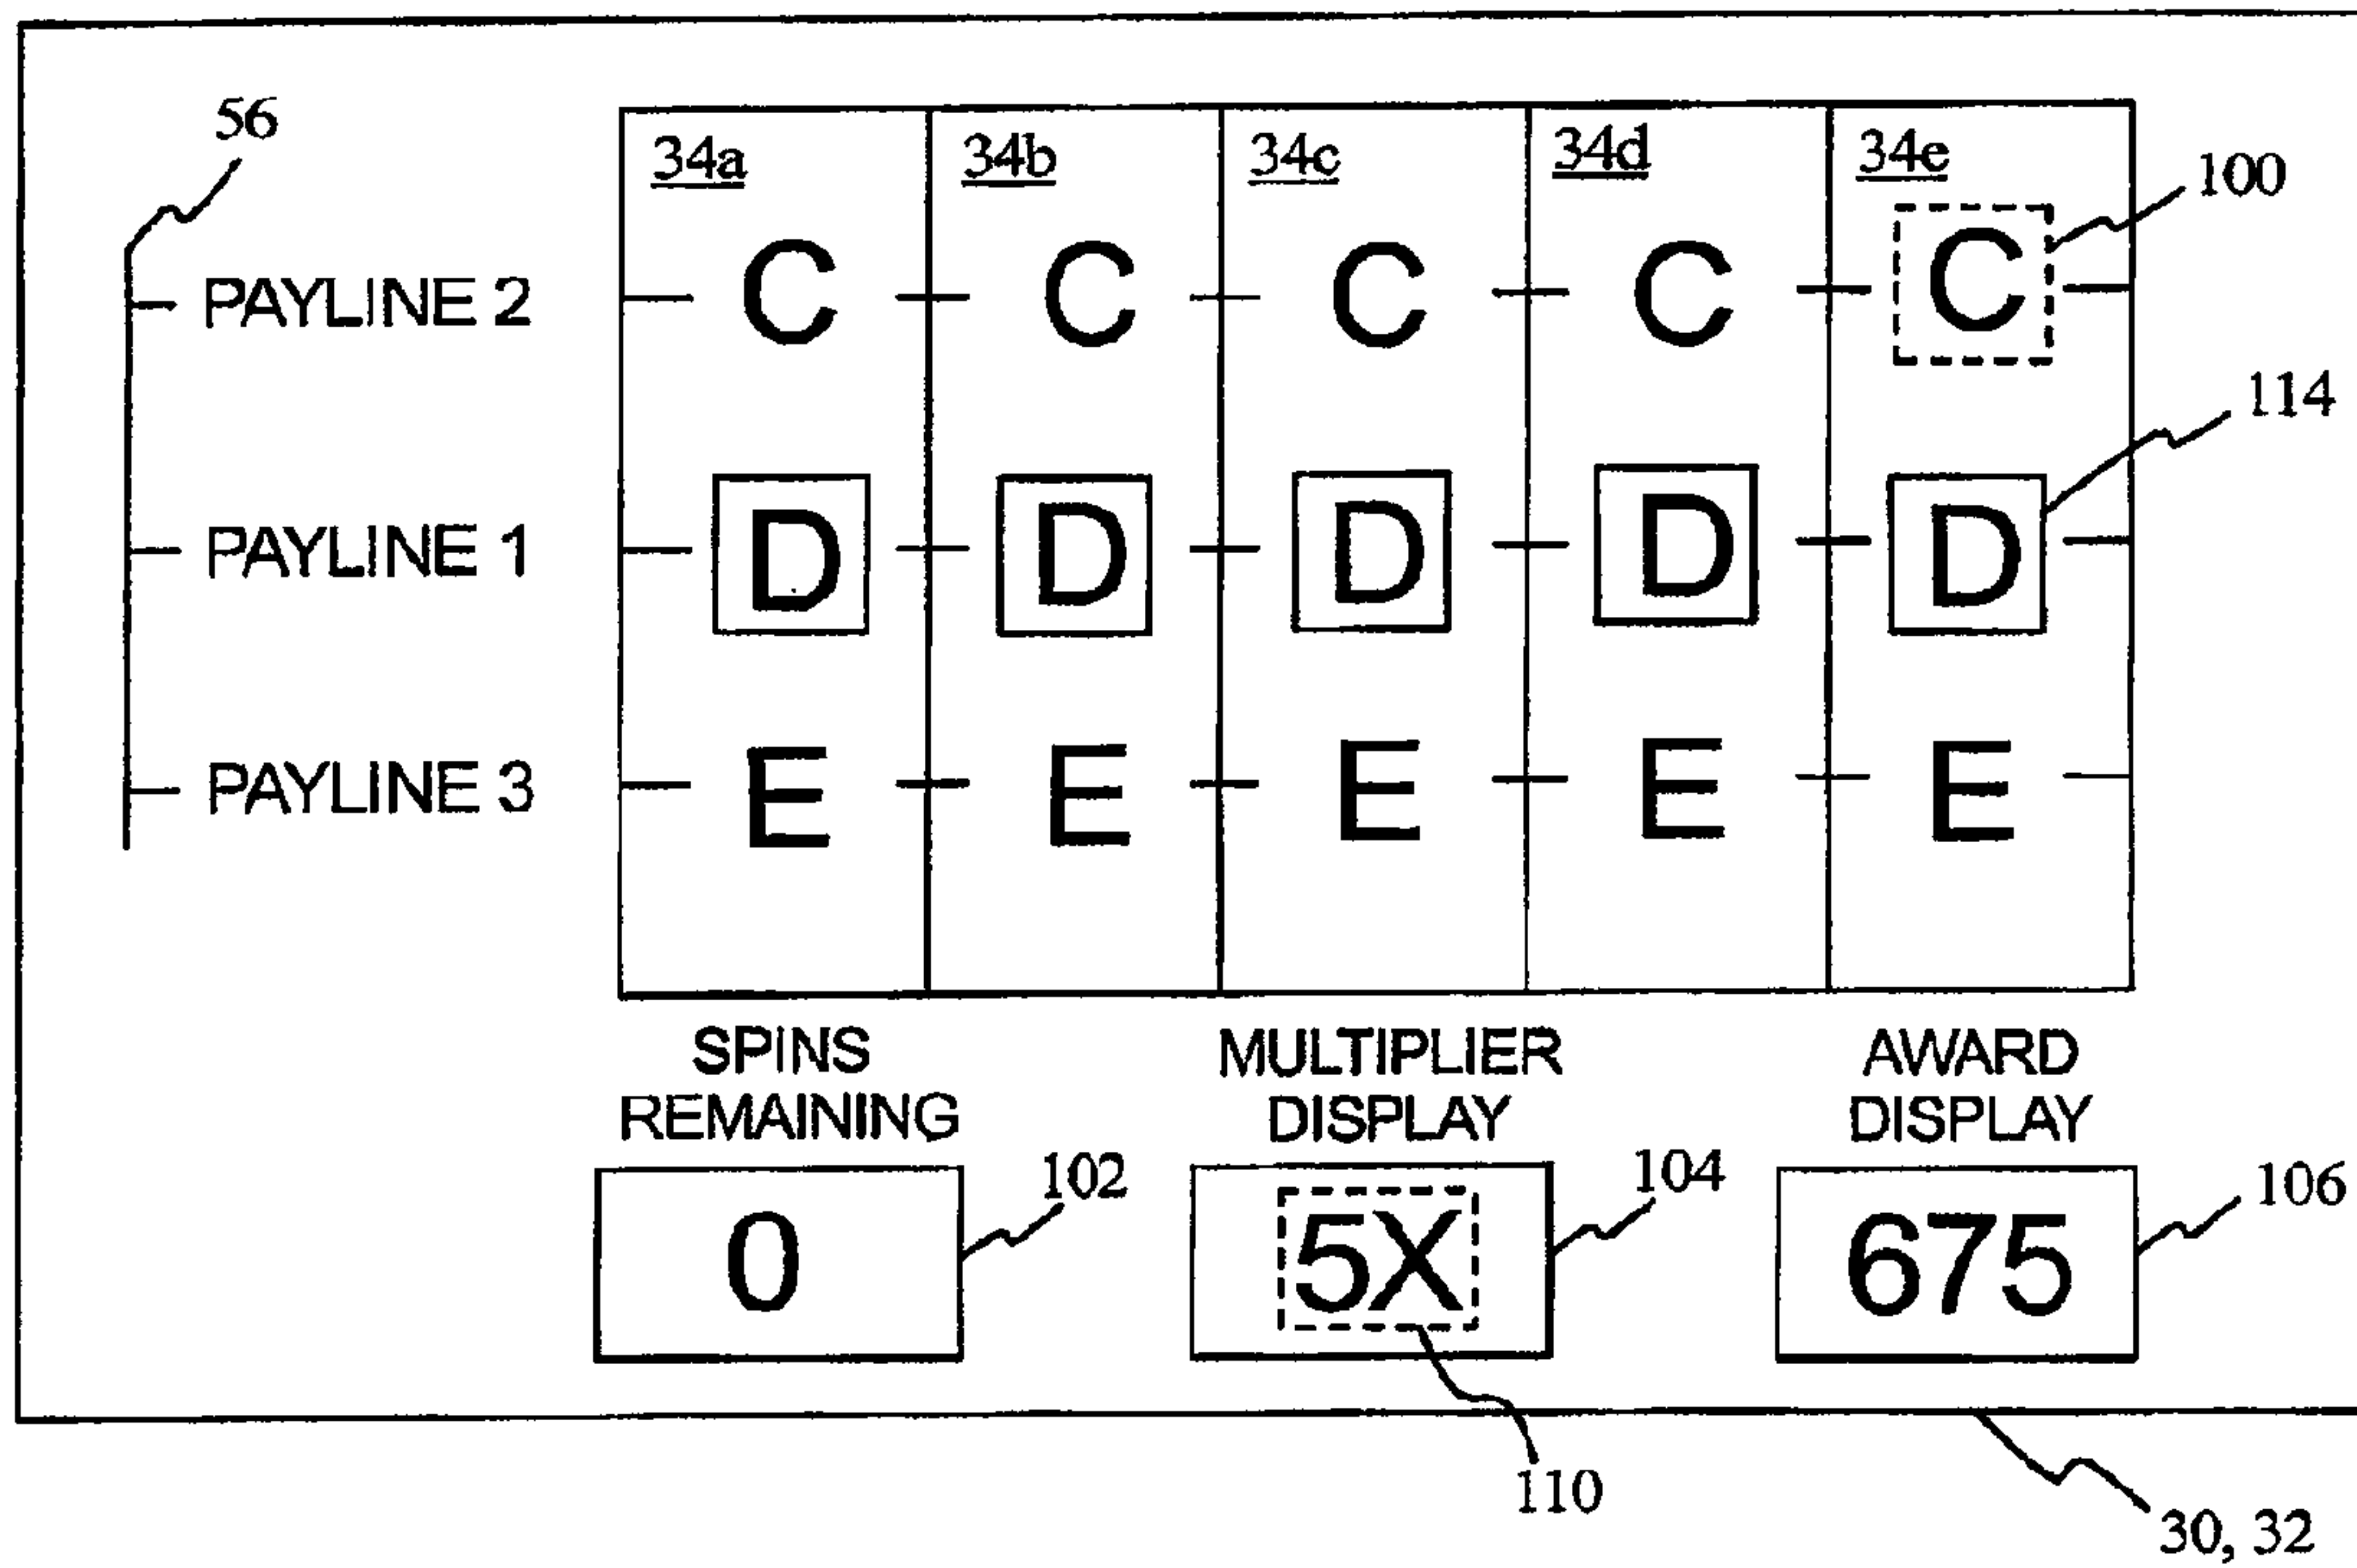 56
34a 34b 34c 34d 34e
100
PAYLINE 2 C C C C C
114
PAYLINE 1 D D D D D
PAYLINE 3 E E E E E
SPINS REMAINING
MULTIPLIER DISPLAY
AWARD DISPLAY
102
104
106
0 5X 675
110
30, 32